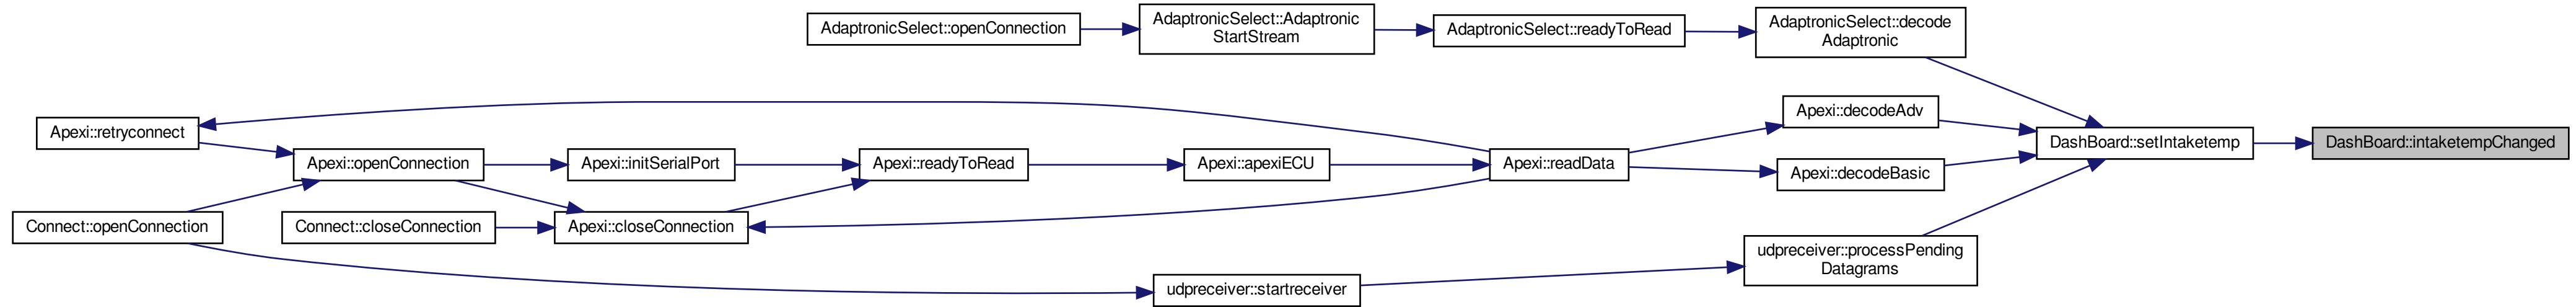 AdaptronicSelect::openConnection
AdaptronicSelect::Adaptronic
StartStream
AdaptronicSelect::readyToRead
AdaptronicSelect::decode
Adaptronic
Apexi::retryconnect
Apexi::openConnection
Apexi::initSerialPort
Apexi::readyToRead
Apexi::apexiECU
Apexi::readData
Apexi::decodeAdv
Apexi::decodeBasic
DashBoard::setIntaketemp
DashBoard::intaketempChanged
Connect::openConnection
Connect::closeConnection
Apexi::closeConnection
udpreceiver::processPending
Datagrams
udpreceiver::startreceiver